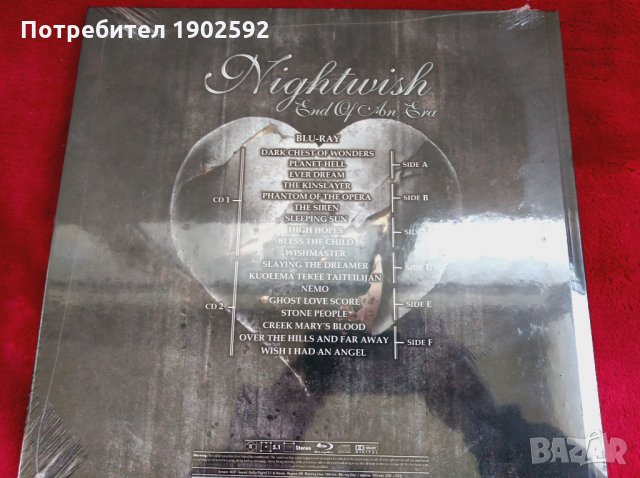 Потребител 1902592
Nightwish
End Of An Era
BLU-RAY
DARK CHEST OF WONDERS
PLANET HELL
SIDE A
EVER DREAM
THE KINSLAYER
CD 1
PHANTOM OF THE OPERA
SIDE B
THE SIREN
SLEEPING SUN
HIGH HOPES
SIDE
BLESS THE CHILD
WISHMASTER
SLAYING THE DREAMER
SIDE D
KUOLEMA TEKEE TAITEILIJAN
NEMO
CD 2
GHOST LOVE SCORE
SIDE E
STONE PEOPLE
CREEK MARY'S BLOOD
OVER THE HILLS AND FAR AWAY
SIDE F
WISH I HAD AN ANGEL
5.1
Stereo
BAZAR